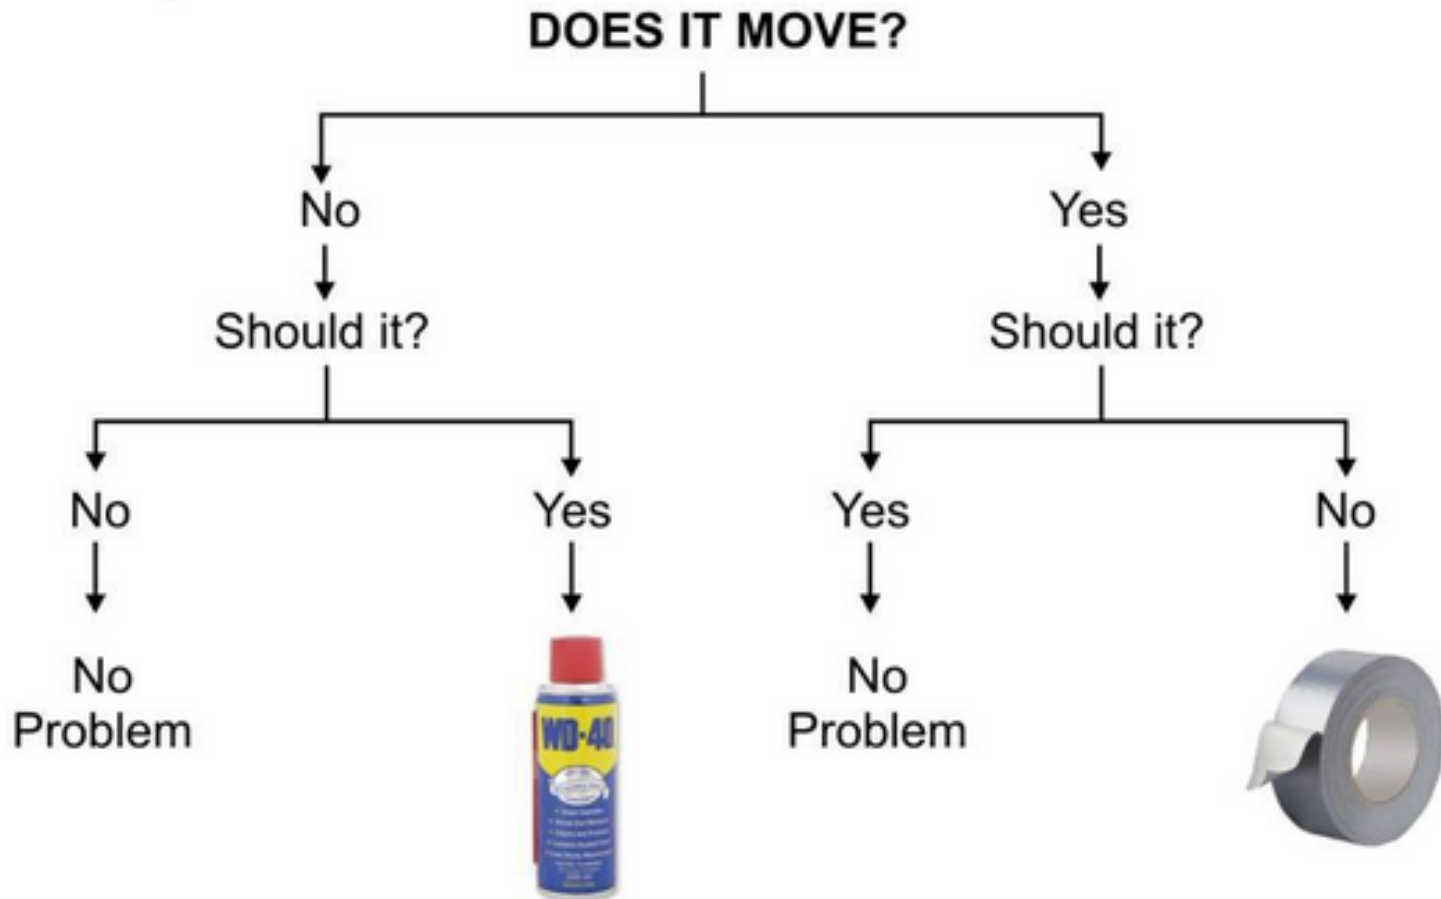 DOES IT MOVE?
No
Yes
Should it?
Should it?
No
Yes
Yes
No
No
Problem
WD-40
No
Problem